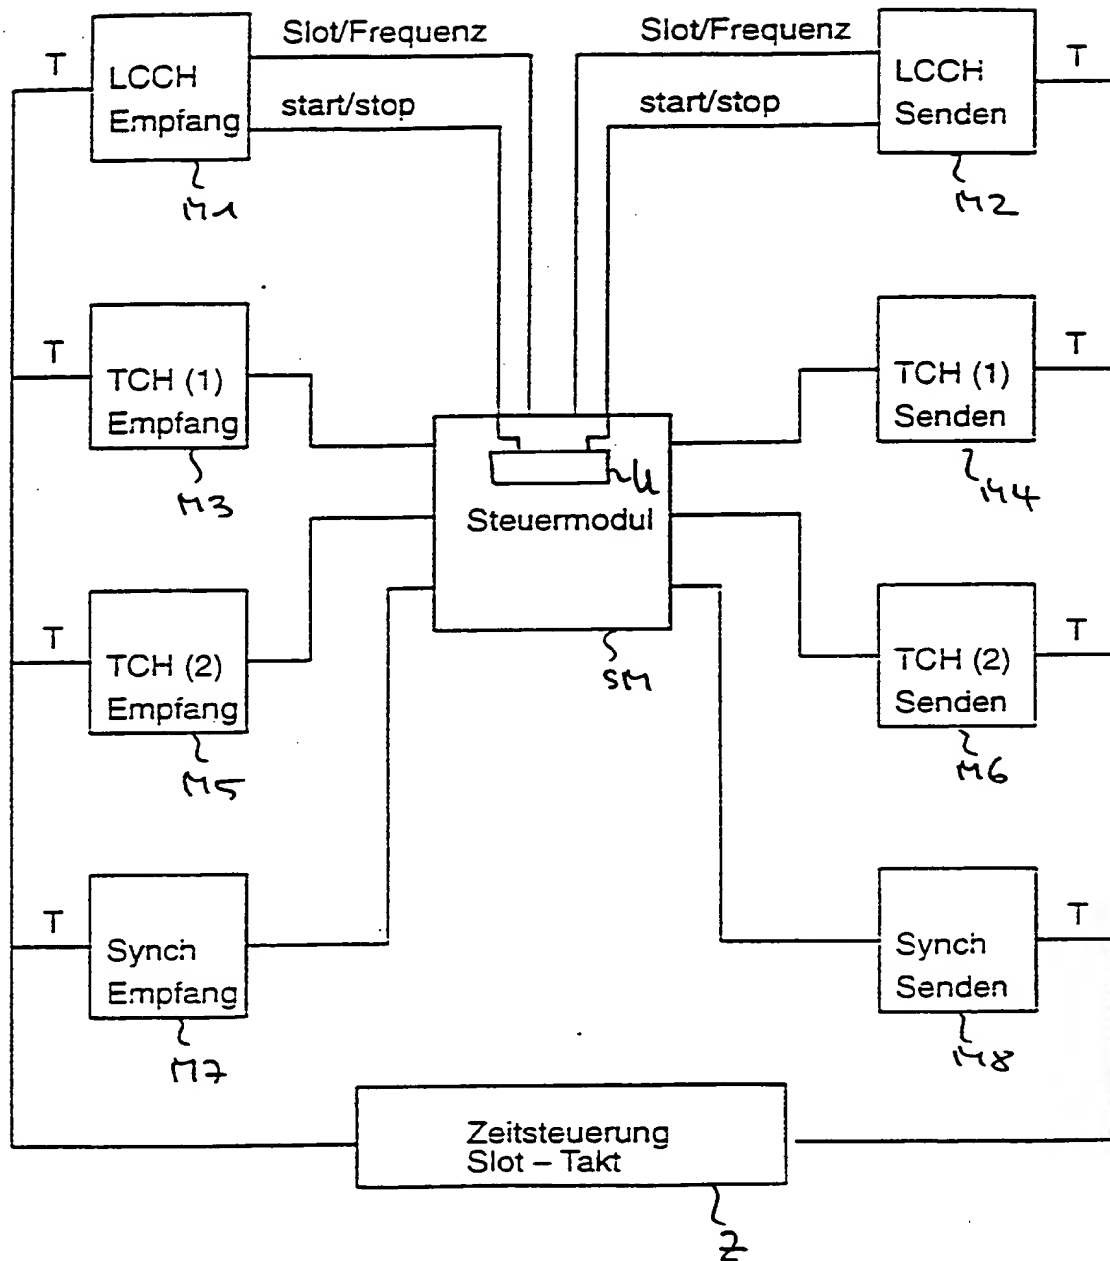 Slot/Frequenz
Slot/Frequenz
T
LCCH
Empfang
start/stop
start/stop
LCCH
Senden
T
M1
M2
T
TCH (1)
Empfang
TCH (1)
Senden
T
M3
M4
U
Steuermodul
SM
T
TCH (2)
Empfang
TCH (2)
Senden
T
M5
M6
T
Synch
Empfang
Synch
Senden
T
M7
M8
Zeitsteuerung
Slot – Takt
Z